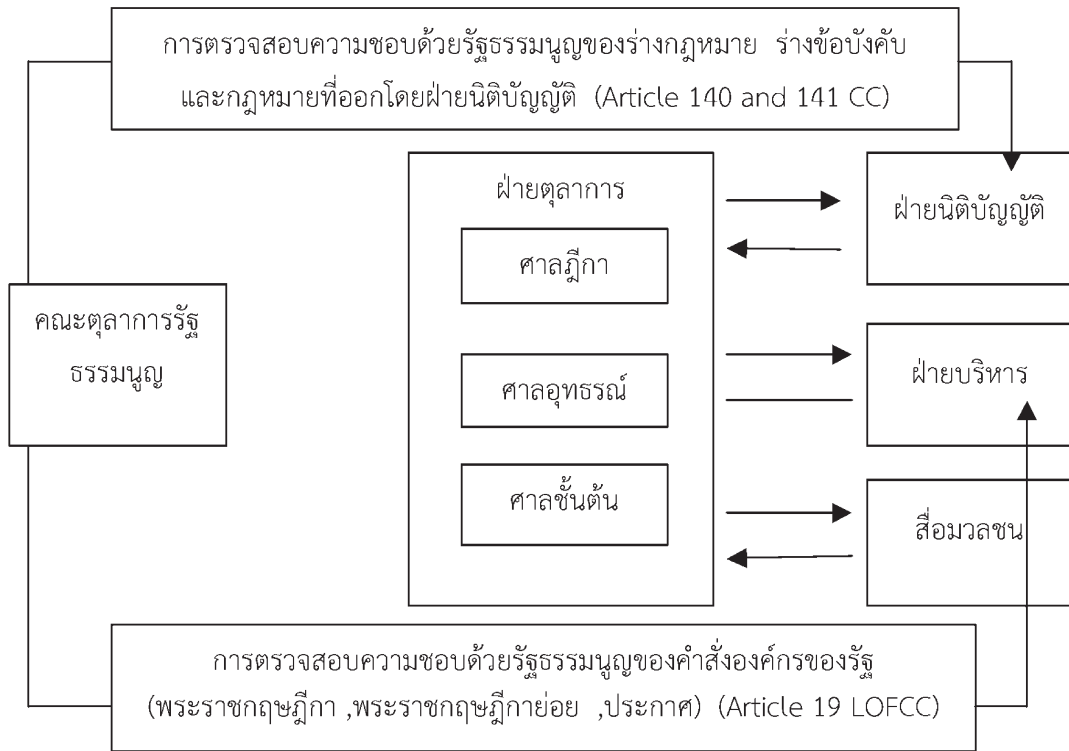 การตรวจสอบความชอบด้วยรัฐธรรมนูญของร่างกฎหมาย ร่างข้อบังคับ
และกฎหมายที่ออกโดยฝ่ายนิติบัญญัติ (Article 140 and 141 CC)
ฝ่ายตุลาการ
ฝ่ายนิติบัญญัติ
ศาลฎีกา
คณะตุลาการรัฐ
ธรรมนูญ
ศาลอุทธรณ์
ฝ่ายบริหาร
ศาลชั้นต้น
สื่อมวลชน
การตรวจสอบความชอบด้วยรัฐธรรมนูญของคำสั่งองค์กรของรัฐ
(พระราชกฤษฎีกา ,พระราชกฤษฎีกาย่อย ,ประกาศ) (Article 19 LOFCC)